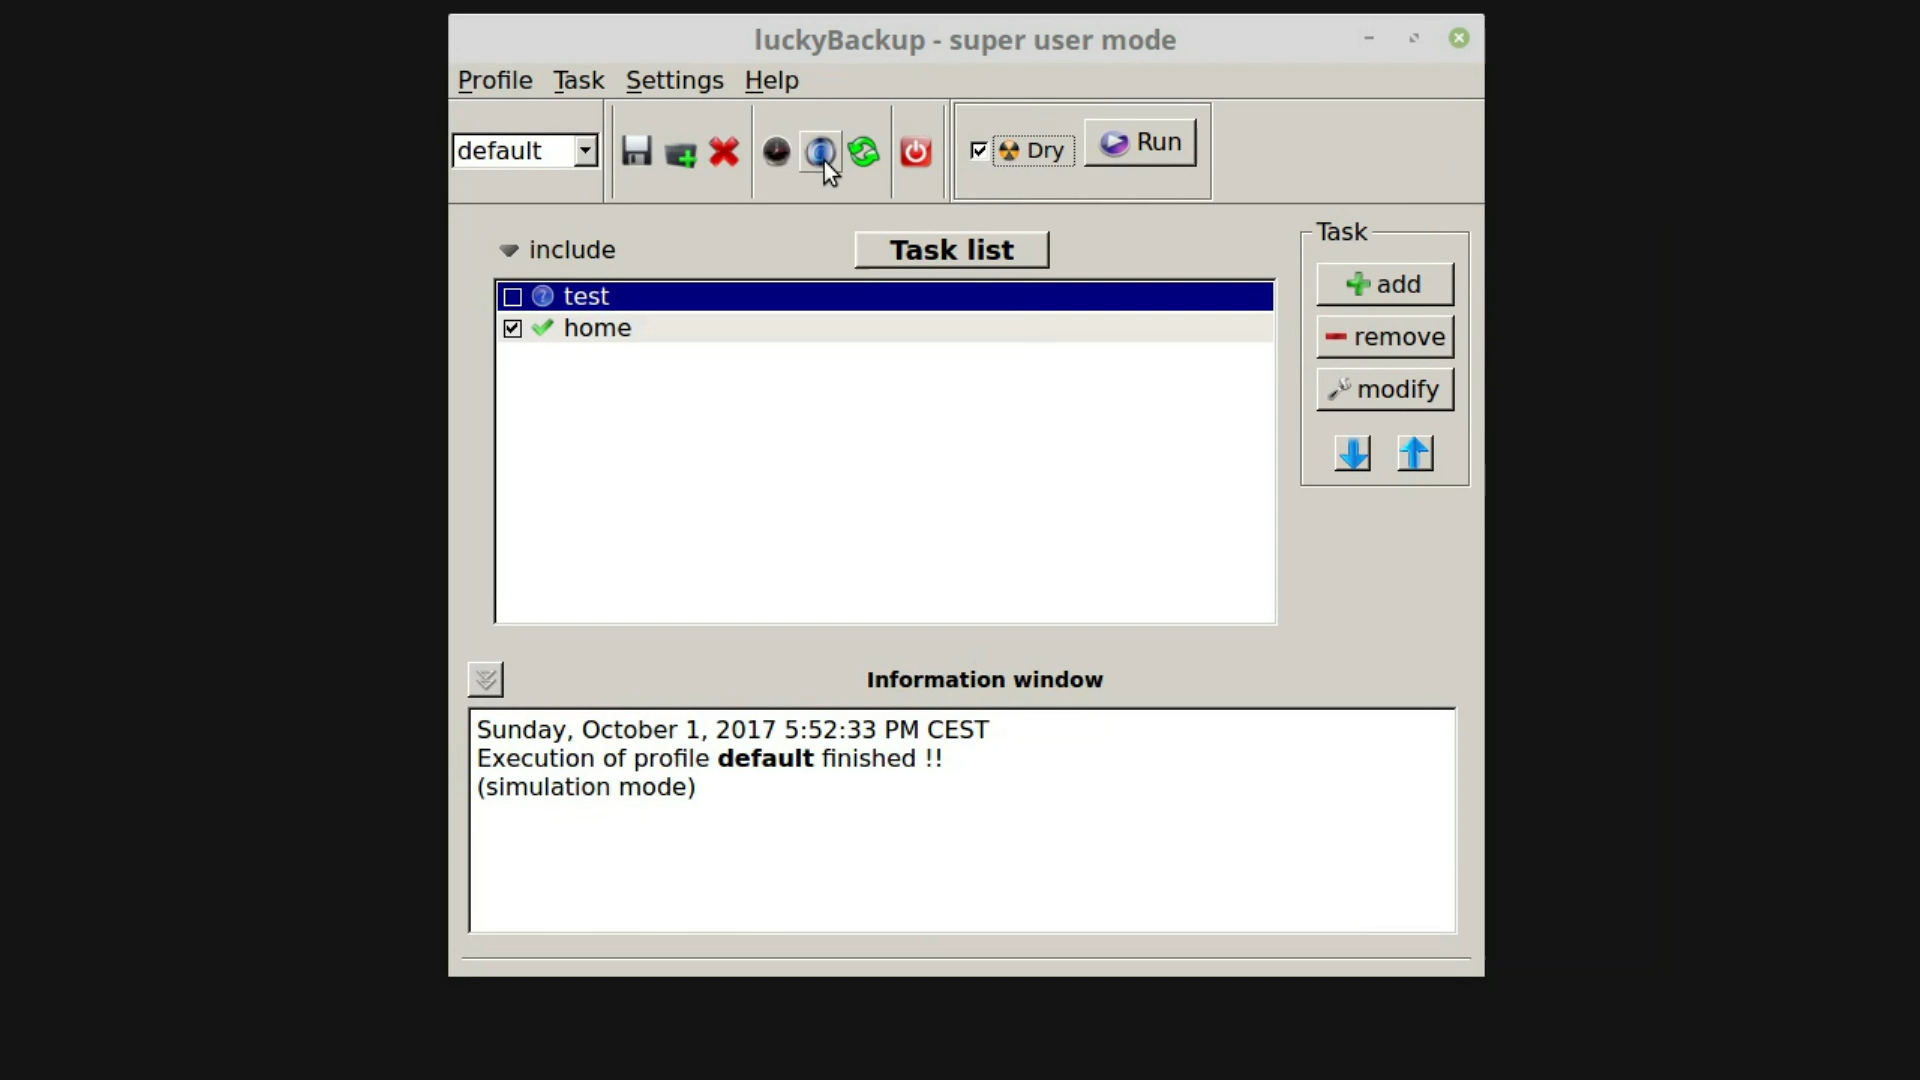 luckyBackup - super user mode
Profile Task Settings Help
default
Dry
Run
include
Task list
Task
test
home
add
remove
modify
Information window
Sunday, October 1, 2017 5:52:33 PM CEST
Execution of profile default finished !!
(simulation mode)